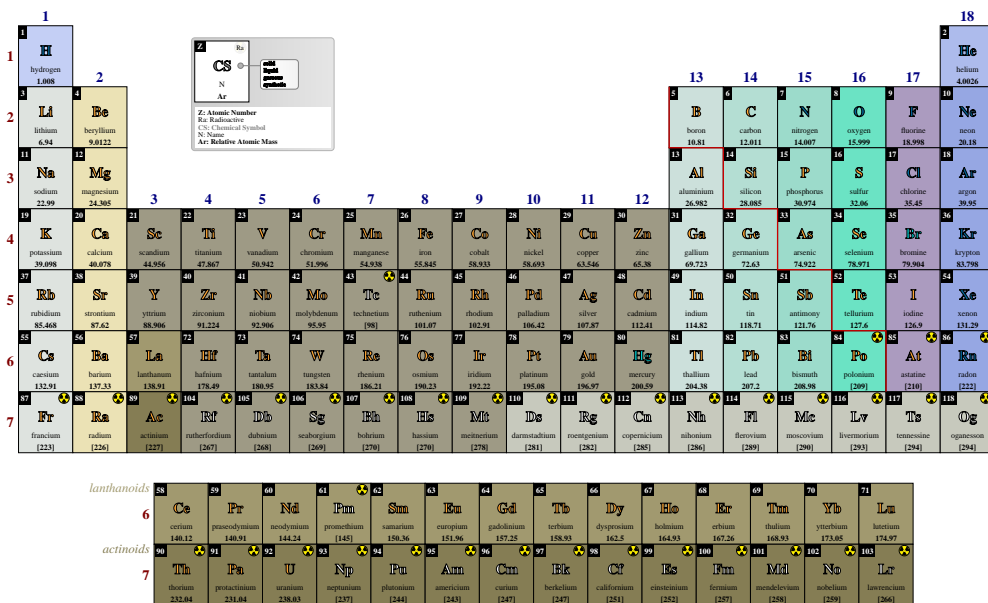 1 18
1 H hydrogen 1.008 2 He helium 4.0026
Z Ra CS N Ar solid liquid gaseous synthetic
Z: Atomic Number
Ra: Radioactive
CS: Chemical Symbol
N: Name
Ar: Relative Atomic Mass
1
2 13 14 15 16 17
3 Li lithium 6.94 4 Be beryllium 9.0122 5 B boron 10.81 6 C carbon 12.011 7 N nitrogen 14.007 8 O oxygen 15.999 9 F fluorine 18.998 10 Ne neon 20.18
2
11 Na sodium 22.99 12 Mg magnesium 24.305 13 Al aluminium 26.982 14 Si silicon 28.085 15 P phosphorus 30.974 16 S sulfur 32.06 17 Cl chlorine 35.45 18 Ar argon 39.95
3
3 4 5 6 7 8 9 10 11 12
19 K potassium 39.098 20 Ca calcium 40.078 21 Sc scandium 44.956 22 Ti titanium 47.867 23 V vanadium 50.942 24 Cr chromium 51.996 25 Mn manganese 54.938 26 Fe iron 55.845 27 Co cobalt 58.933 28 Ni nickel 58.693 29 Cu copper 63.546 30 Zn zinc 65.38 31 Ga gallium 69.723 32 Ge germanium 72.63 33 As arsenic 74.922 34 Se selenium 78.971 35 Br bromine 79.904 36 Kr krypton 83.798
4
37 Rb rubidium 85.468 38 Sr strontium 87.62 39 Y yttrium 88.906 40 Zr zirconium 91.224 41 Nb niobium 92.906 42 Mo molybdenum 95.95 43 Tc technetium [98] 44 Ru ruthenium 101.07 45 Rh rhodium 102.91 46 Pd palladium 106.42 47 Ag silver 107.87 48 Cd cadmium 112.41 49 In indium 114.82 50 Sn tin 118.71 51 Sb antimony 121.76 52 Te tellurium 127.6 53 I iodine 126.9 54 Xe xenon 131.29
5
55 Cs caesium 132.91 56 Ba barium 137.33 57 La lanthanum 138.91 72 Hf hafnium 178.49 73 Ta tantalum 180.95 74 W tungsten 183.84 75 Re rhenium 186.21 76 Os osmium 190.23 77 Ir iridium 192.22 78 Pt platinum 195.08 79 Au gold 196.97 80 Hg mercury 200.59 81 Tl thallium 204.38 82 Pb lead 207.2 83 Bi bismuth 208.98 84 Po polonium [209] 85 At astatine [210] 86 Rn radon [222]
6
87 Fr francium [223] 88 Ra radium [226] 89 Ac actinium [227] 104 Rf rutherfordium [267] 105 Db dubnium [268] 106 Sg seaborgium [269] 107 Bh bohrium [270] 108 Hs hassium [270] 109 Mt meitnerium [278] 110 Ds darmstadtium [281] 111 Rg roentgenium [282] 112 Cn copernicium [285] 113 Nh nihonium [286] 114 Fl flerovium [289] 115 Mc moscovium [290] 116 Lv livermorium [293] 117 Ts tennessine [294] 118 Og oganesson [294]
7
lanthanoids
6
58 Ce cerium 140.12 59 Pr praseodymium 140.91 60 Nd neodymium 144.24 61 Pm promethium [145] 62 Sm samarium 150.36 63 Eu europium 151.96 64 Gd gadolinium 157.25 65 Tb terbium 158.93 66 Dy dysprosium 162.5 67 Ho holmium 164.93 68 Er erbium 167.26 69 Tm thulium 168.93 70 Yb ytterbium 173.05 71 Lu lutetium 174.97
actinoids
7
90 Th thorium 232.04 91 Pa protactinium 231.04 92 U uranium 238.03 93 Np neptunium [237] 94 Pu plutonium [244] 95 Am americium [243] 96 Cm curium [247] 97 Bk berkelium [247] 98 Cf californium [251] 99 Es einsteinium [252] 100 Fm fermium [257] 101 Md mendelevium [258] 102 No nobelium [259] 103 Lr lawrencium [266]